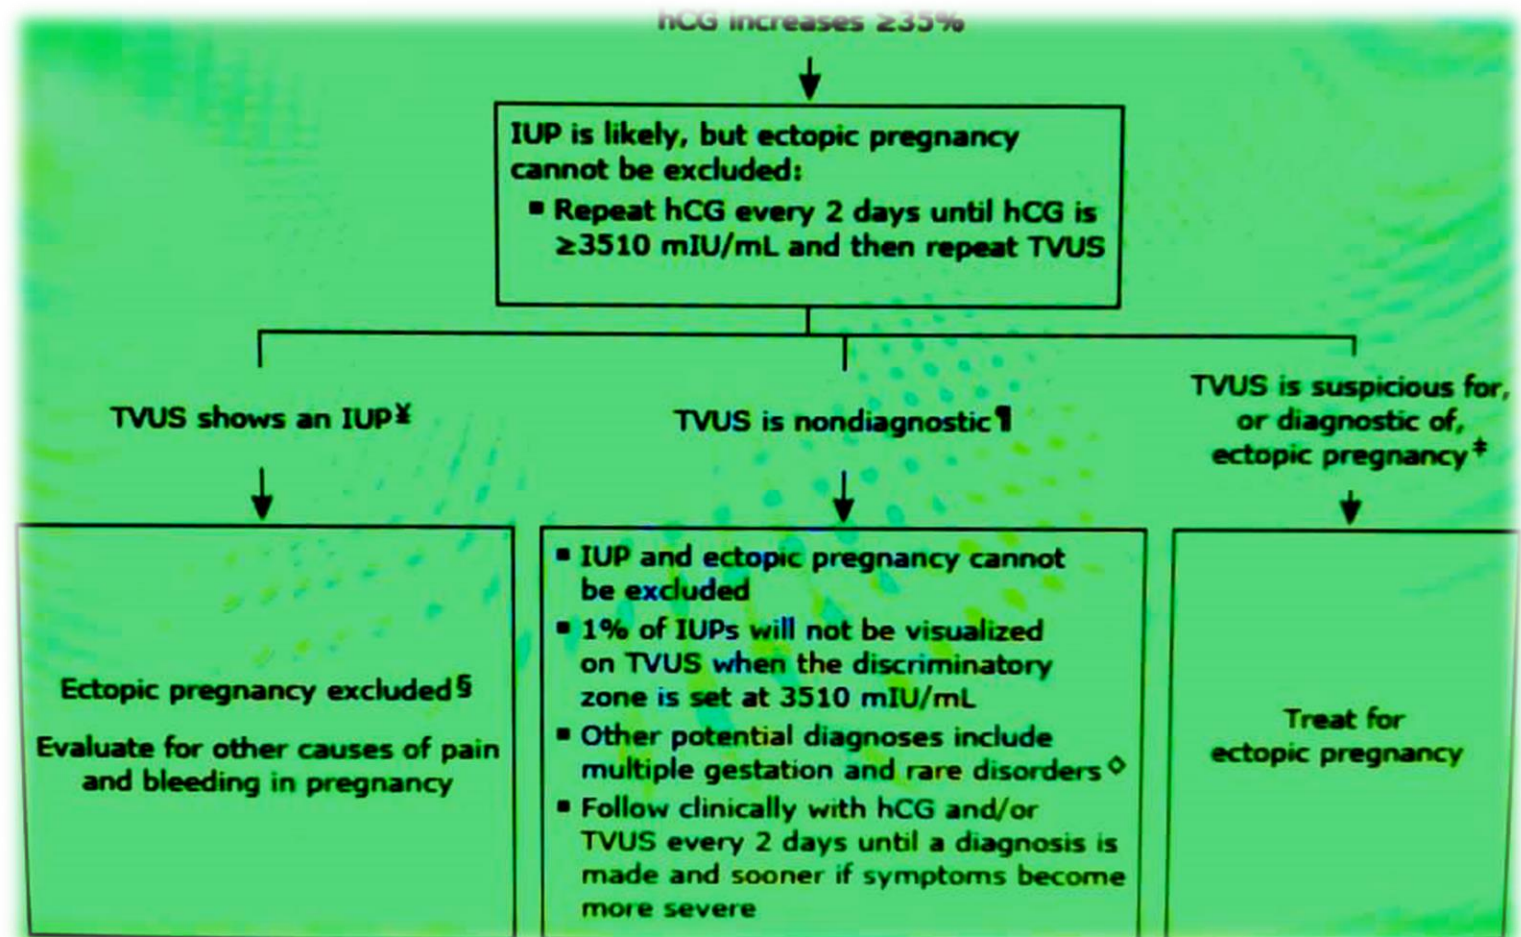 hCG increases ≥35%
IUP is likely, but ectopic pregnancy
cannot be excluded:
▪ Repeat hCG every 2 days until hCG is
≥3510 mIU/mL and then repeat TVUS
TVUS shows an IUP¥
TVUS is nondiagnostic¶
TVUS is suspicious for,
or diagnostic of,
ectopic pregnancy‡
Ectopic pregnancy excluded§
Evaluate for other causes of pain
and bleeding in pregnancy
▪ IUP and ectopic pregnancy cannot
be excluded
▪ 1% of IUPs will not be visualized
on TVUS when the discriminatory
zone is set at 3510 mIU/mL
▪ Other potential diagnoses include
multiple gestation and rare disorders◇
▪ Follow clinically with hCG and/or
TVUS every 2 days until a diagnosis is
made and sooner if symptoms become
more severe
Treat for
ectopic pregnancy